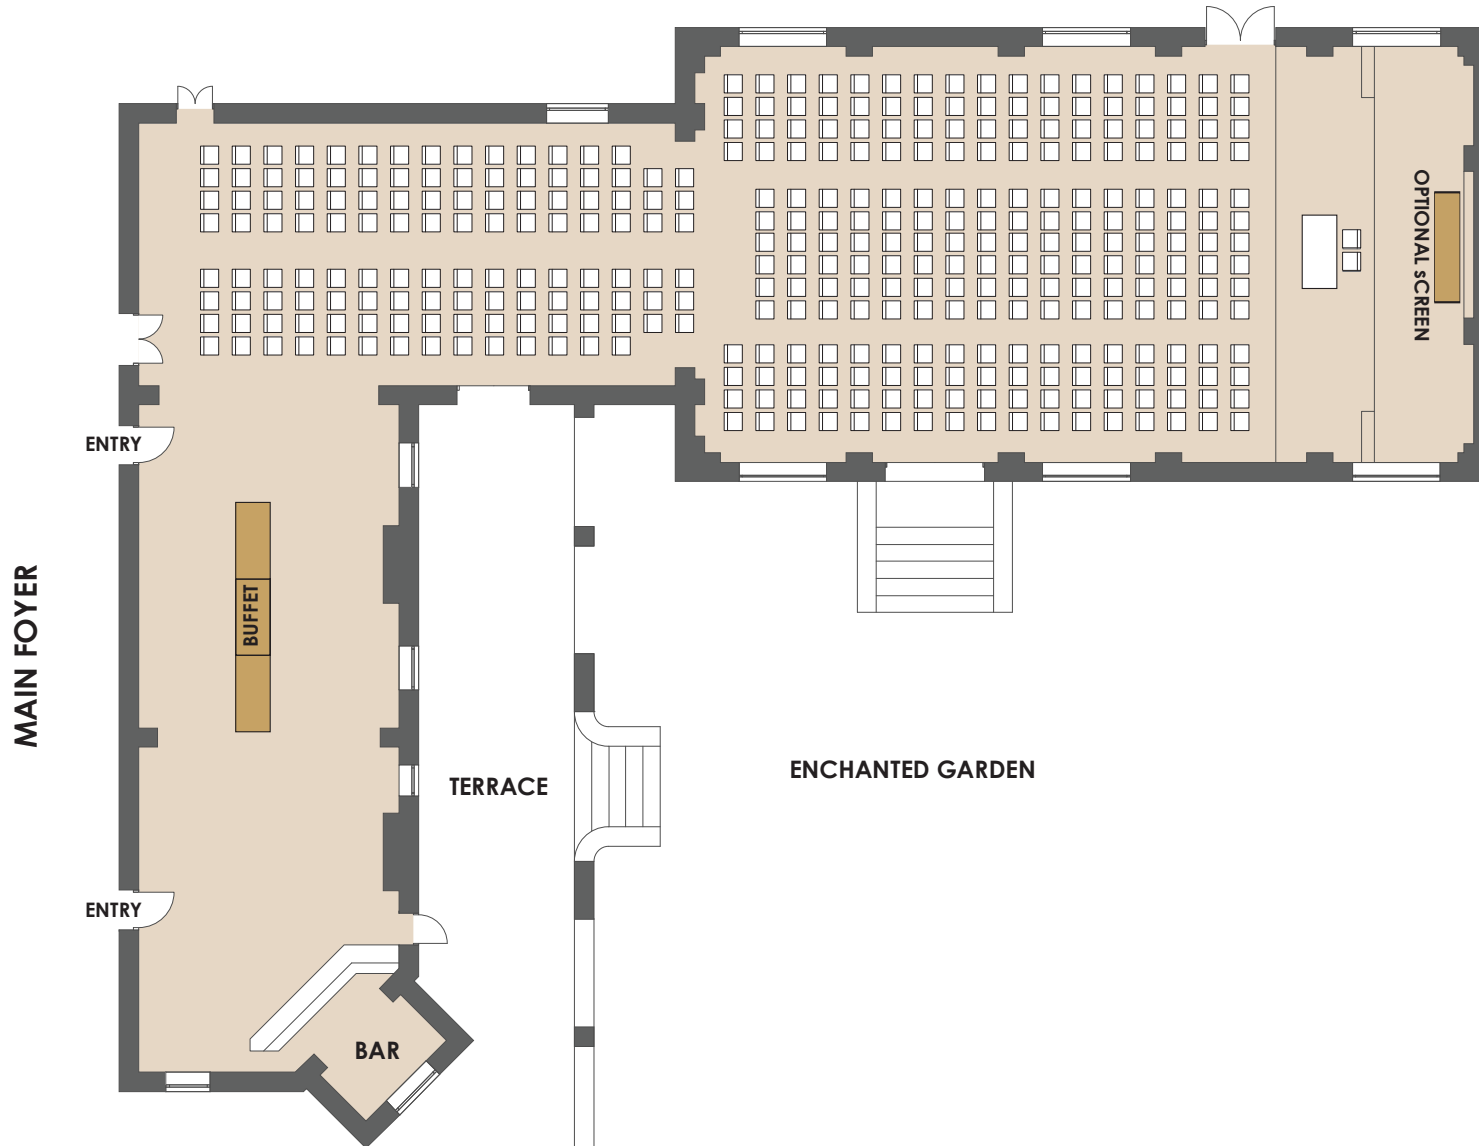 OPTIONAL sCREEN
ENTRY
BUFFET
MAIN FOYER
TERRACE
ENCHANTED GARDEN
ENTRY
BAR